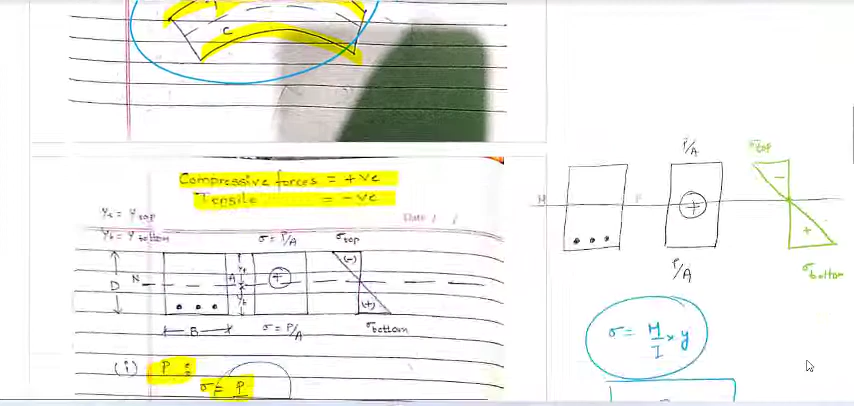 C
Compressive forces = +ve
Tensile = -ve
Date / /
Yt = Y top
Yb = Y bottom
σ = P/A
σtop
D
N
A
yt
yb
+
(-)
(+)
B
σ = P/A
σbottom
(i) P =
σ = P
P/A
σtop
N
+
-
+
P/A
σbottom
σ = M/I × y